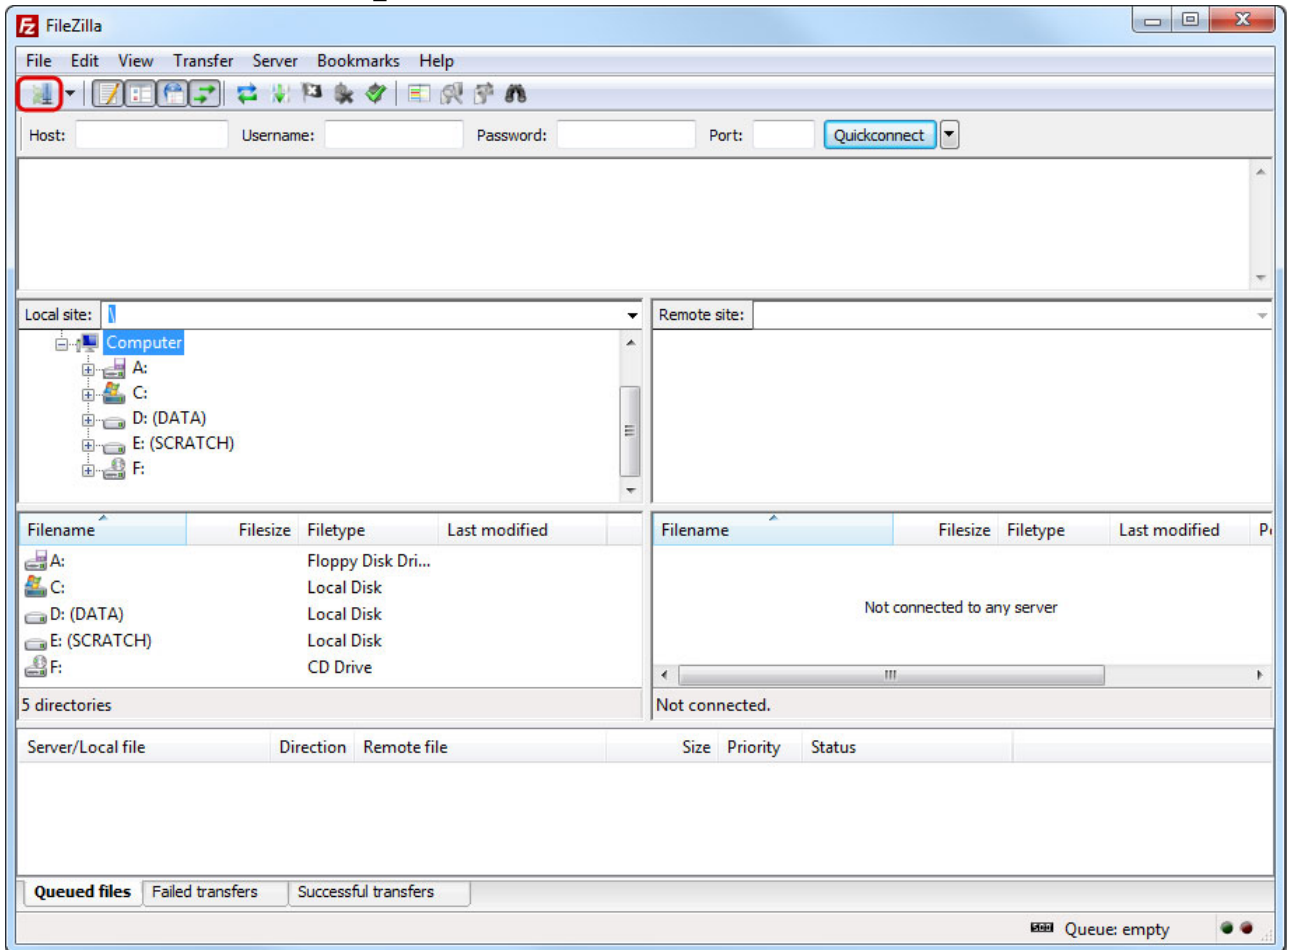 FileZilla
File Edit View Transfer Server Bookmarks Help
Host: Username: Password: Port: Quickconnect
Local site: \ Remote site:
Computer
A:
C:
D: (DATA)
E: (SCRATCH)
F:
Filename Filesize Filetype Last modified Filename Filesize Filetype Last modified
A: Floppy Disk Dri...
C: Local Disk
D: (DATA) Local Disk
Not connected to any server
E: (SCRATCH) Local Disk
F: CD Drive
5 directories Not connected.
Server/Local file Direction Remote file Size Priority Status
Queued files Failed transfers Successful transfers
Queue: empty